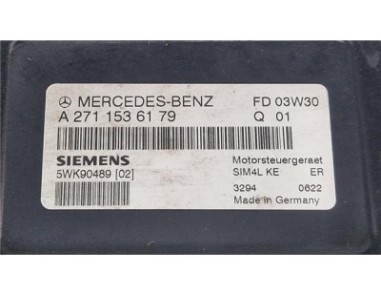 MERCEDES-BENZ FD 03W30
A 271 153 61 79 Q 01
SIEMENS Motorsteuergeraet
5WK90489 [02] SIM4L KE ER
3294 0622
Made in Germany